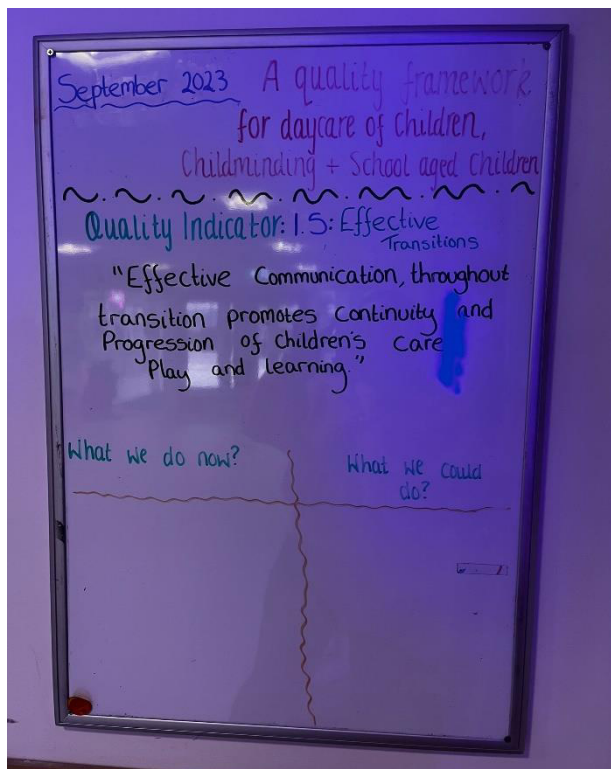 September 2023
A quality framework
for daycare of Children,
Childminding + School aged Children
Quality Indicator: 1.5: Effective
Transitions
"Effective Communication, throughout
transition promotes Continuity and
Progression of Children's Care
Play and learning."
What we do now?
What we could
do?